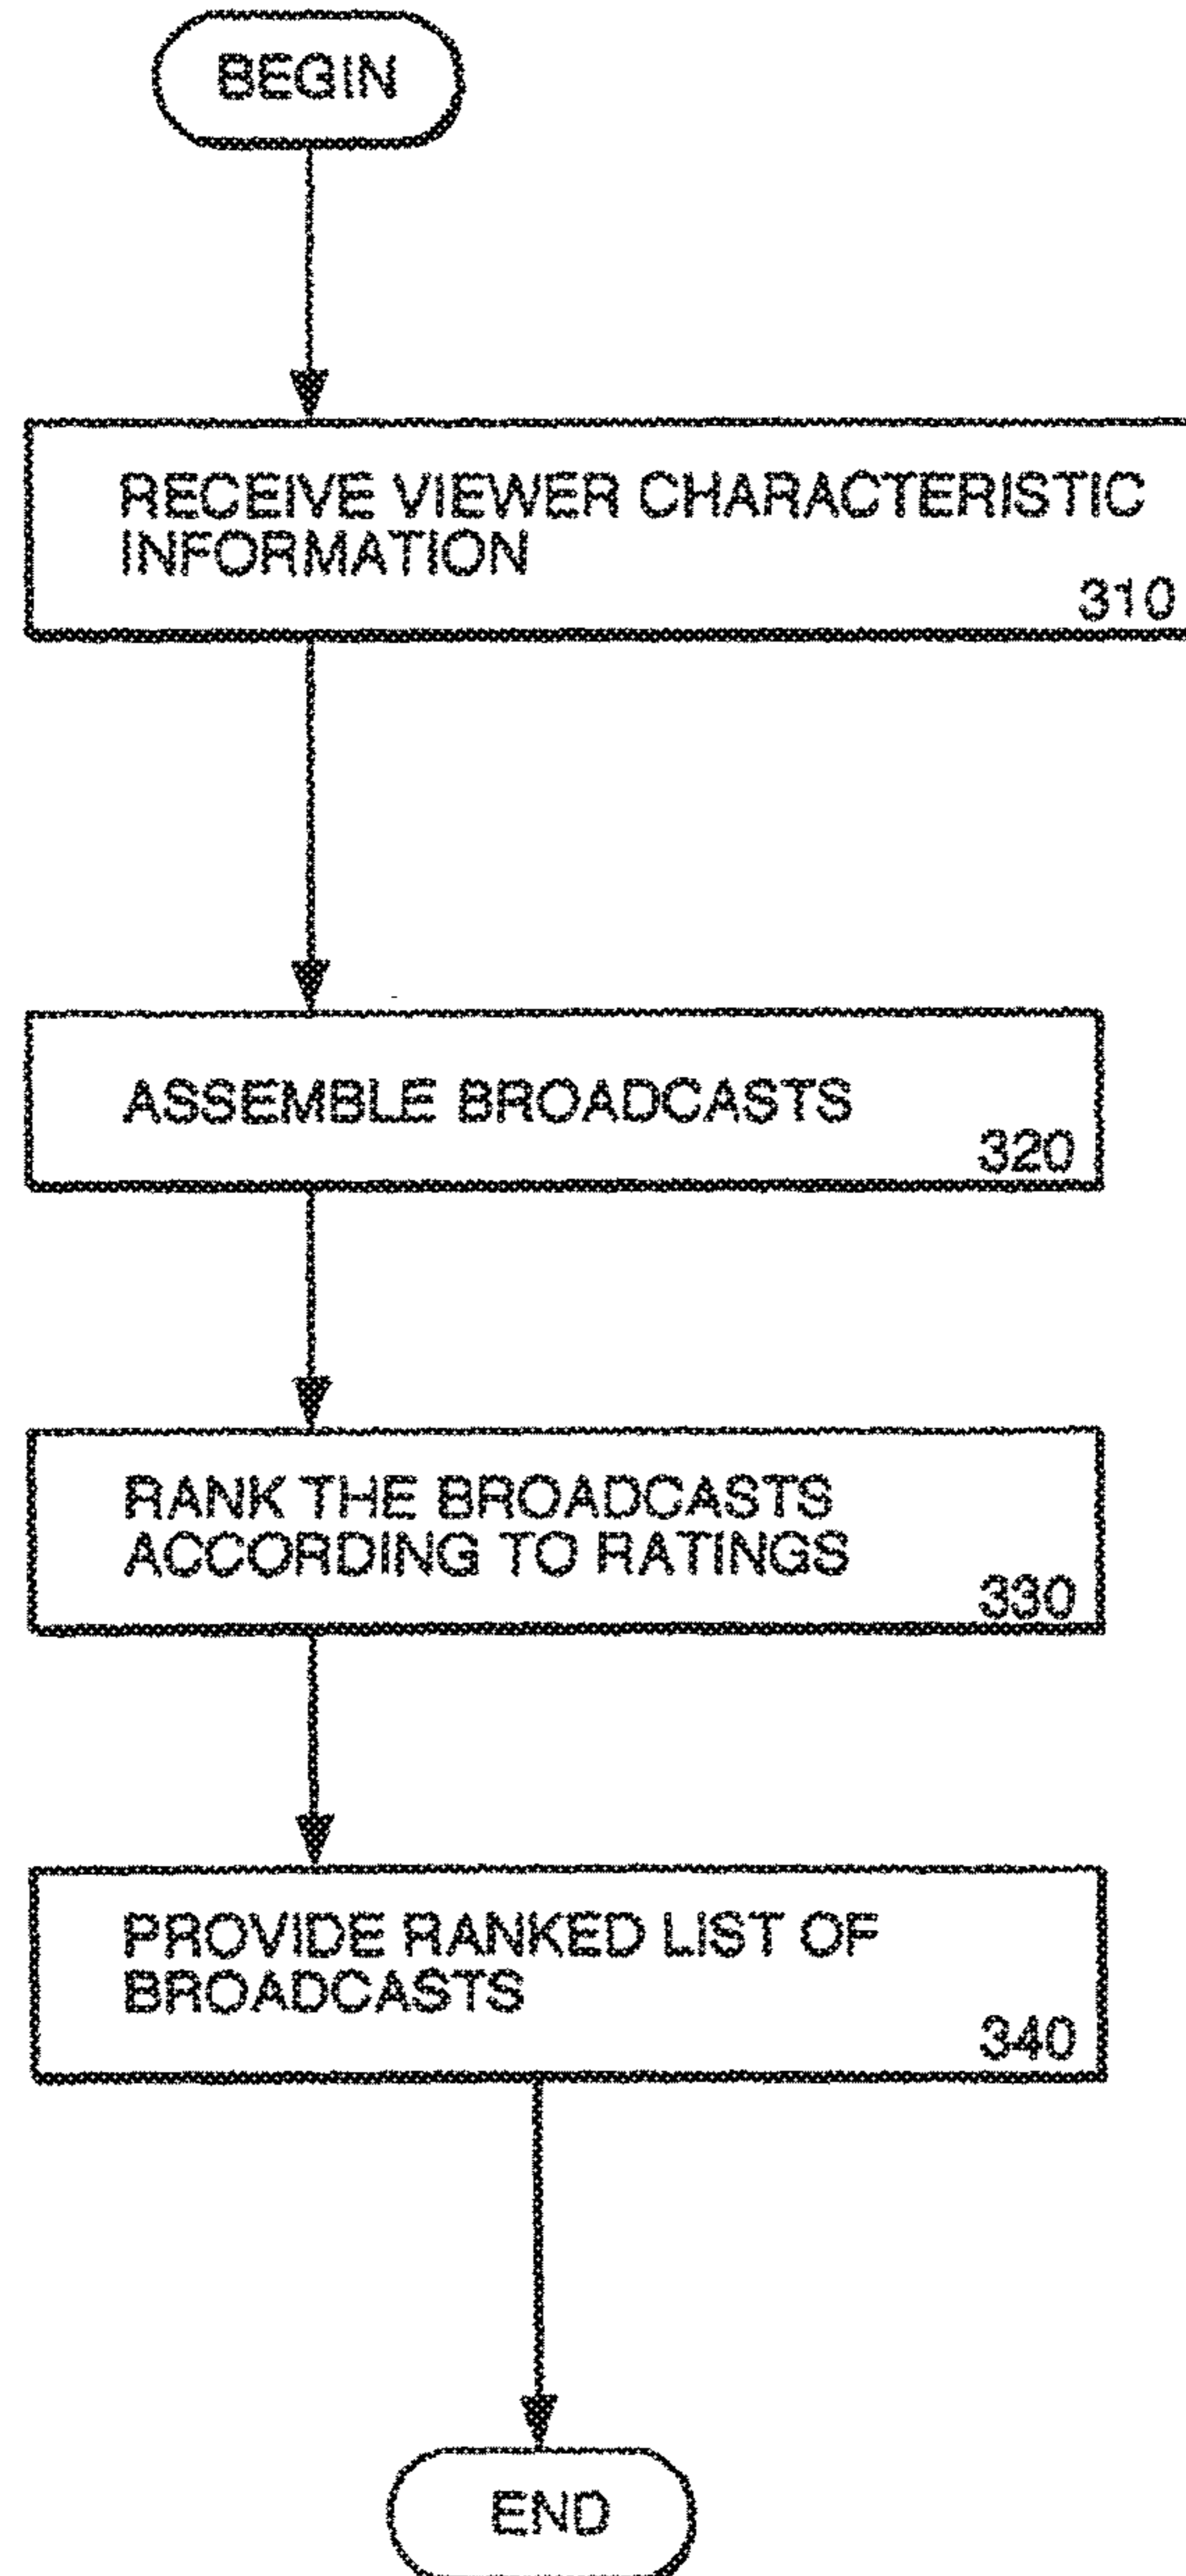 BEGIN
RECEIVE VIEWER CHARACTERISTIC
INFORMATION
310
ASSEMBLE BROADCASTS
320
RANK THE BROADCASTS
ACCORDING TO RATINGS
330
PROVIDE RANKED LIST OF
BROADCASTS
340
END